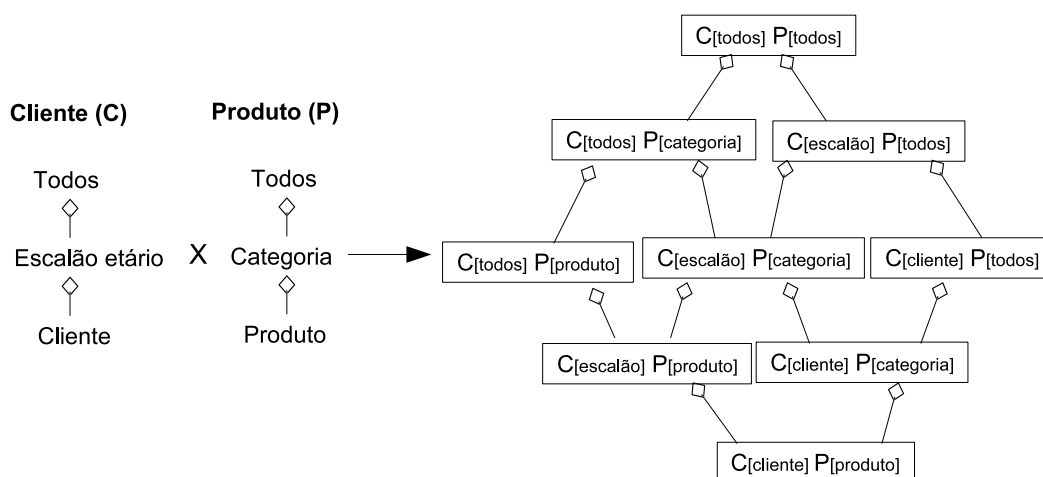 C[todos] P[todos]
Cliente (C)
Produto (P)
C[todos] P[categoria]
C[escalão] P[todos]
Todos
Todos
Escalão etário
X
Categoria
C[todos] P[produto]
C[escalão] P[categoria]
C[cliente] P[todos]
Cliente
Produto
C[escalão] P[produto]
C[cliente] P[categoria]
C[cliente] P[produto]